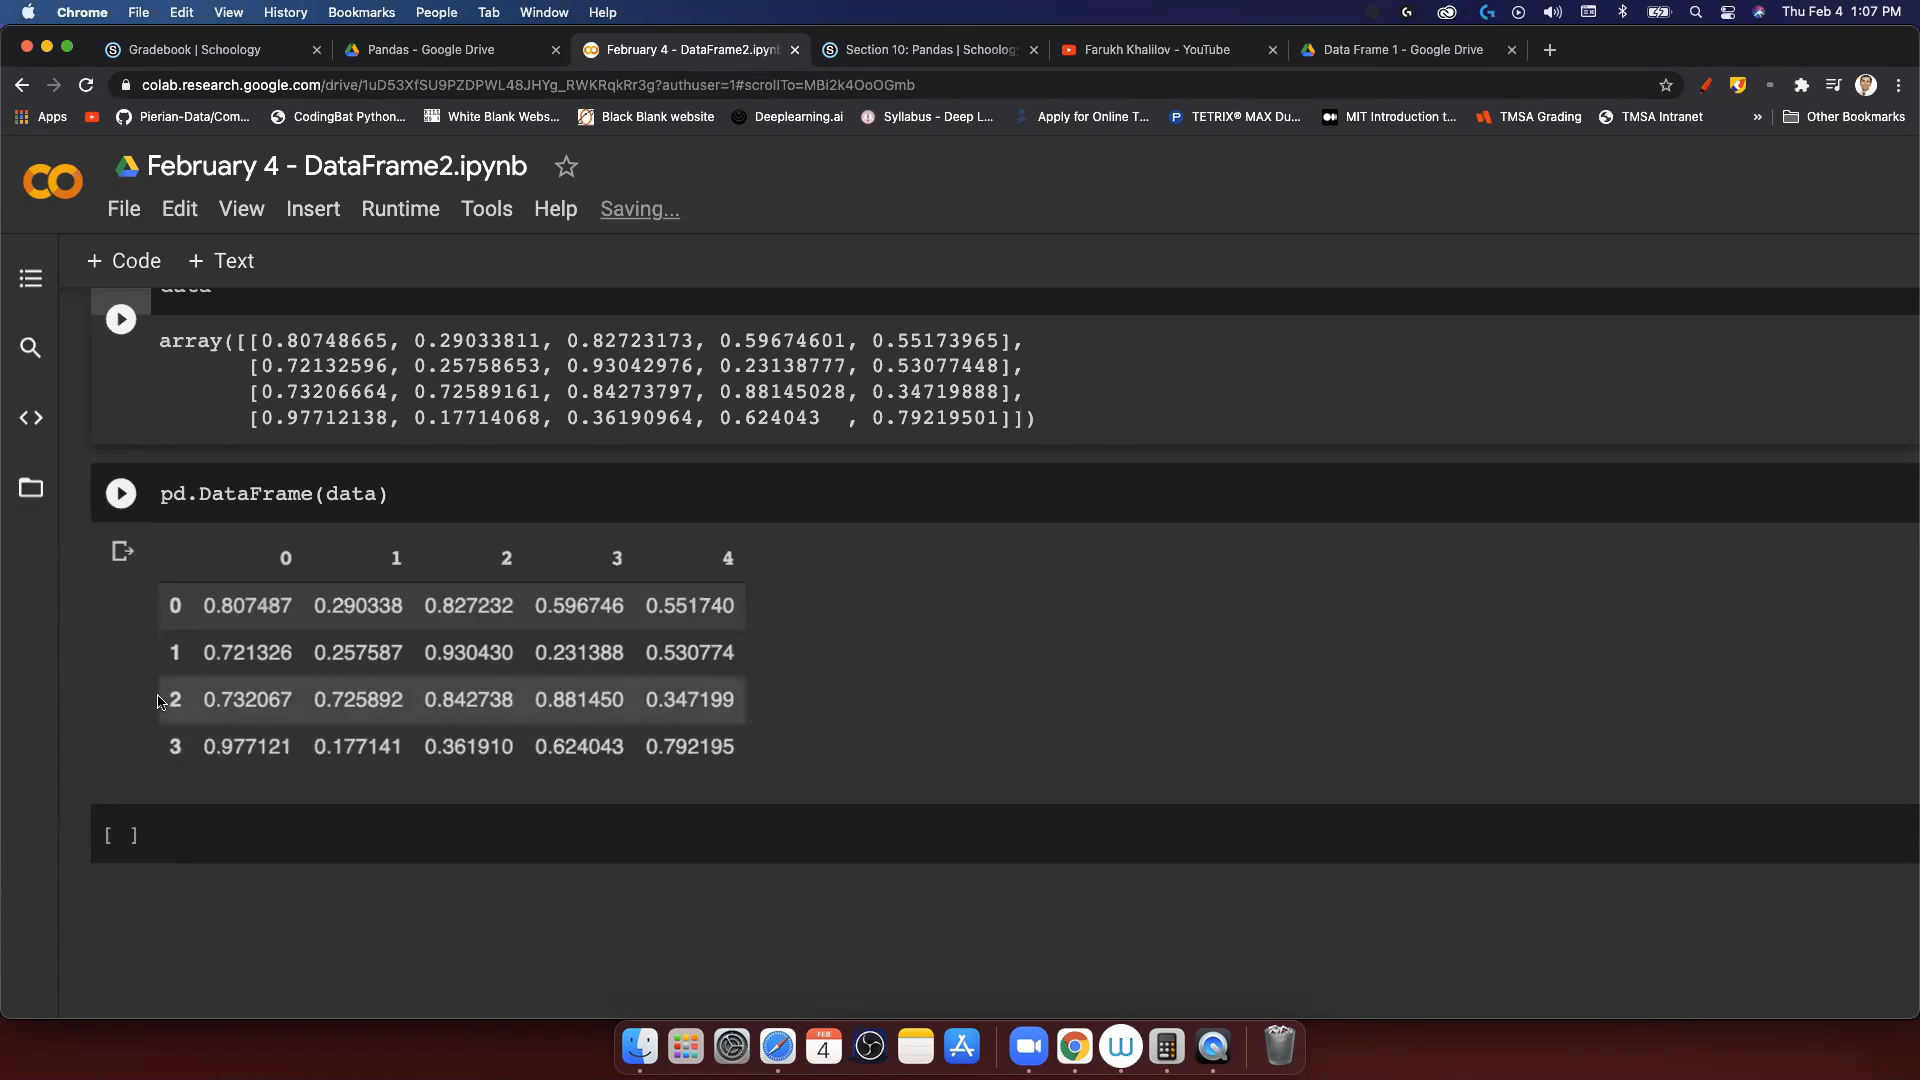 Chrome File Edit View History Bookmarks People Tab Window Help Thu Feb 4 1:07 PM
Gradebook | Schoology Pandas - Google Drive February 4 - DataFrame2.ipynb Section 10: Pandas | Schoolog Farukh Khalilov - YouTube Data Frame 1 - Google Drive
colab.research.google.com/drive/1uD53XfSU9PZDPWL48JHYg_RWKRqkRr3g?authuser=1#scrollTo=MBi2k4OoOGmb
Apps Pierian-Data/Com... CodingBat Python... White Blank Webs... Black Blank website Deeplearning.ai Syllabus - Deep L... Apply for Online T... TETRIX® MAX Du... MIT Introduction t... TMSA Grading TMSA Intranet » Other Bookmarks
CO February 4 - DataFrame2.ipynb
File Edit View Insert Runtime Tools Help Saving...
+ Code + Text
data
array([[0.80748665, 0.29033811, 0.82723173, 0.59674601, 0.55173965],
[0.72132596, 0.25758653, 0.93042976, 0.23138777, 0.53077448],
[0.73206664, 0.72589161, 0.84273797, 0.88145028, 0.34719888],
[0.97712138, 0.17714068, 0.36190964, 0.624043 , 0.79219501]])
pd.DataFrame(data)
0 1 2 3 4
0 0.807487 0.290338 0.827232 0.596746 0.551740
1 0.721326 0.257587 0.930430 0.231388 0.530774
2 0.732067 0.725892 0.842738 0.881450 0.347199
3 0.977121 0.177141 0.361910 0.624043 0.792195
[ ]
FEB
4